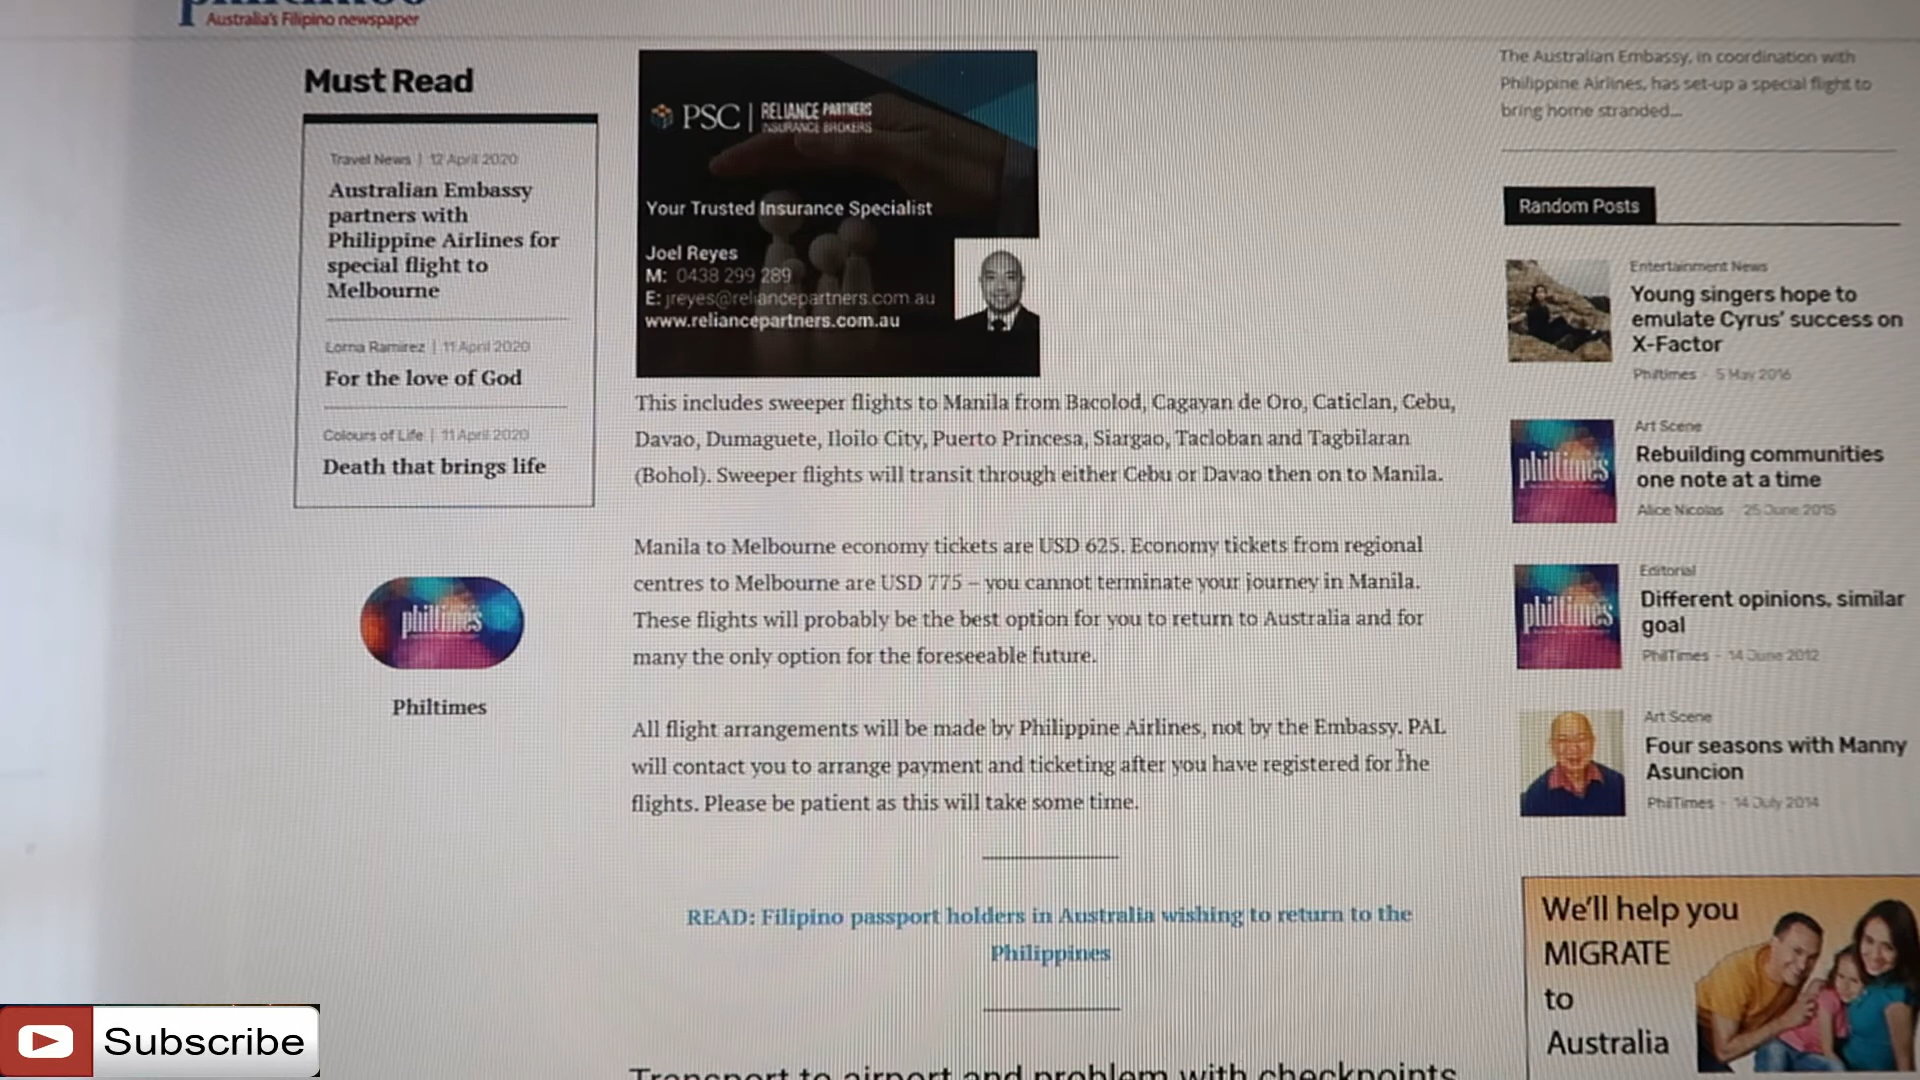 Australia's Filipino newspaper
Must Read
Travel News | 12 April 2020
Australian Embassy
partners with
Philippine Airlines for
special flight to
Melbourne
Lorna Ramirez | 11 April 2020
For the love of God
Colours of Life | 11 April 2020
Death that brings life
philtimes
Philtimes
PSC | RELIANCE PARTNERS
INSURANCE BROKERS
Your Trusted Insurance Specialist
Joel Reyes
M: 0438 299 289
E: jreyes@reliancepartners.com.au
www.reliancepartners.com.au
This includes sweeper flights to Manila from Bacolod, Cagayan de Oro, Caticlan, Cebu,
Davao, Dumaguete, Iloilo City, Puerto Princesa, Siargao, Tacloban and Tagbilaran
(Bohol). Sweeper flights will transit through either Cebu or Davao then on to Manila.
Manila to Melbourne economy tickets are USD 625. Economy tickets from regional
centres to Melbourne are USD 775 – you cannot terminate your journey in Manila.
These flights will probably be the best option for you to return to Australia and for
many the only option for the foreseeable future.
All flight arrangements will be made by Philippine Airlines, not by the Embassy. PAL
will contact you to arrange payment and ticketing after you have registered for the
flights. Please be patient as this will take some time.
READ: Filipino passport holders in Australia wishing to return to the
Philippines
Transport to airport and problem with checkpoints
The Australian Embassy, in coordination with
Philippine Airlines, has set-up a special flight to
bring home stranded...
Random Posts
Entertainment News
Young singers hope to
emulate Cyrus' success on
X-Factor
Philtimes - 5 May 2016
philtimes
Art Scene
Rebuilding communities
one note at a time
Alice Nicolas - 25 June 2015
philtimes
Editorial
Different opinions, similar
goal
PhilTimes - 14 June 2012
Art Scene
Four seasons with Manny
Asuncion
PhilTimes - 14 July 2014
We'll help you
MIGRATE
to
Australia
Subscribe